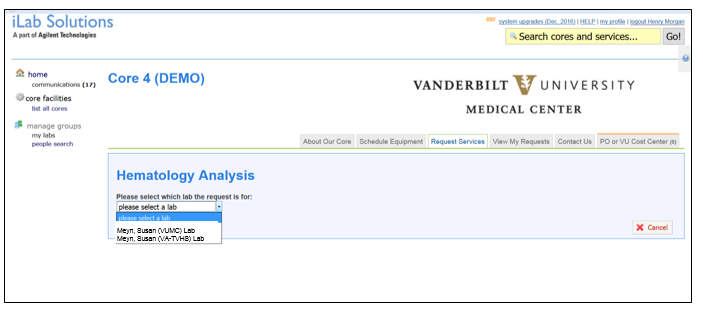 iLab Solutions
A part of Agilent Technologies
system upgrades (Dec. 2016) | HELP | my profile | logout Henry Morgan
Search cores and services... Go!
home
communications (17)
core facilities
list all cores
manage groups
my labs
people search
Core 4 (DEMO)
VANDERBILT UNIVERSITY
MEDICAL CENTER
About Our Core Schedule Equipment Request Services View My Requests Contact Us PO or VU Cost Center (0)
Hematology Analysis
Please select which lab the request is for:
please select a lab
please select a lab
Meyn, Susan (VUMC) Lab
Meyn, Susan (VA-TVHS) Lab
Cancel